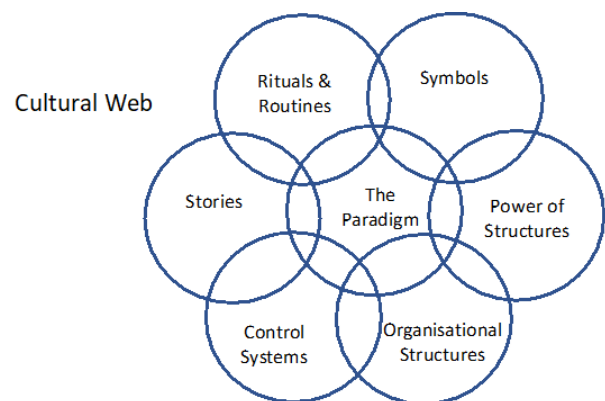 Cultural Web
Rituals &
Routines
Symbols
Stories
The
Paradigm
Power of
Structures
Control
Systems
Organisational
Structures